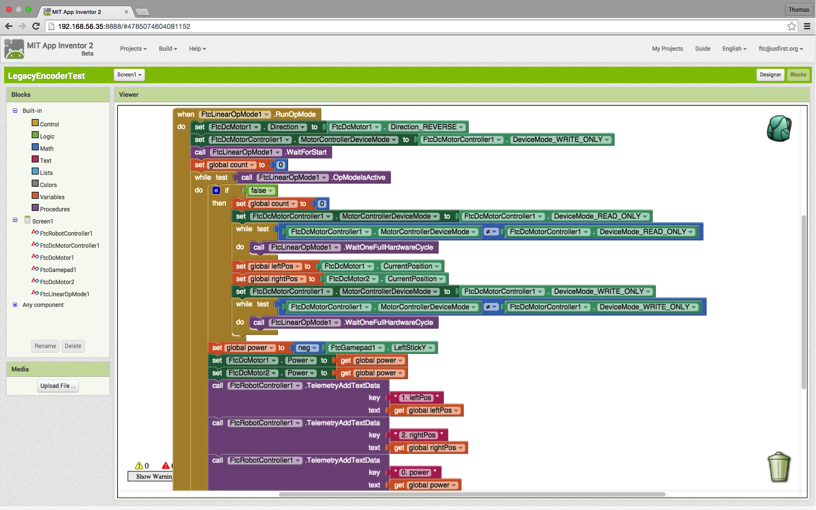 MIT App Inventor 2
Thomas
192.168.56.35:8888/#4785074604081152
MIT App Inventor 2
Beta
Projects Build Help
My Projects Guide English ftc@usfirst.org
LegacyEncoderTest Screen1 Designer Blocks
Blocks
Built-in
Control
Logic
Math
Text
Lists
Colors
Variables
Procedures
Screen1
FtcRobotController1
FtcDcMotorController1
FtcDcMotor1
FtcGamepad1
FtcDcMotor2
FtcLinearOpMode1
Any component
Rename Delete
Media
Upload File ...
Viewer
when FtcLinearOpMode1 .RunOpMode
do set FtcDcMotor1 . Direction to FtcDcMotor1 . Direction_REVERSE
set FtcDcMotorController1 . MotorControllerDeviceMode to FtcDcMotorController1 . DeviceMode_WRITE_ONLY
call FtcLinearOpMode1 .WaitForStart
set global count to 0
while test call FtcLinearOpMode1 .OpModeIsActive
do if false
then set global count to 0
set FtcDcMotorController1 . MotorControllerDeviceMode to FtcDcMotorController1 . DeviceMode_READ_ONLY
while test FtcDcMotorController1 . MotorControllerDeviceMode ≠ FtcDcMotorController1 . DeviceMode_READ_ONLY
do call FtcLinearOpMode1 .WaitOneFullHardwareCycle
set global leftPos to FtcDcMotor1 . CurrentPosition
set global rightPos to FtcDcMotor2 . CurrentPosition
set FtcDcMotorController1 . MotorControllerDeviceMode to FtcDcMotorController1 . DeviceMode_WRITE_ONLY
while test FtcDcMotorController1 . MotorControllerDeviceMode ≠ FtcDcMotorController1 . DeviceMode_WRITE_ONLY
do call FtcLinearOpMode1 .WaitOneFullHardwareCycle
set global power to neg FtcGamepad1 . LeftStickY
set FtcDcMotor1 . Power to get global power
set FtcDcMotor2 . Power to get global power
call FtcRobotController1 .TelemetryAddTextData
key " 1. leftPos "
text get global leftPos
call FtcRobotController1 .TelemetryAddTextData
key " 2. rightPos "
text get global rightPos
call FtcRobotController1 .TelemetryAddTextData
key " 0. power "
text get global power
0
Show Warnin